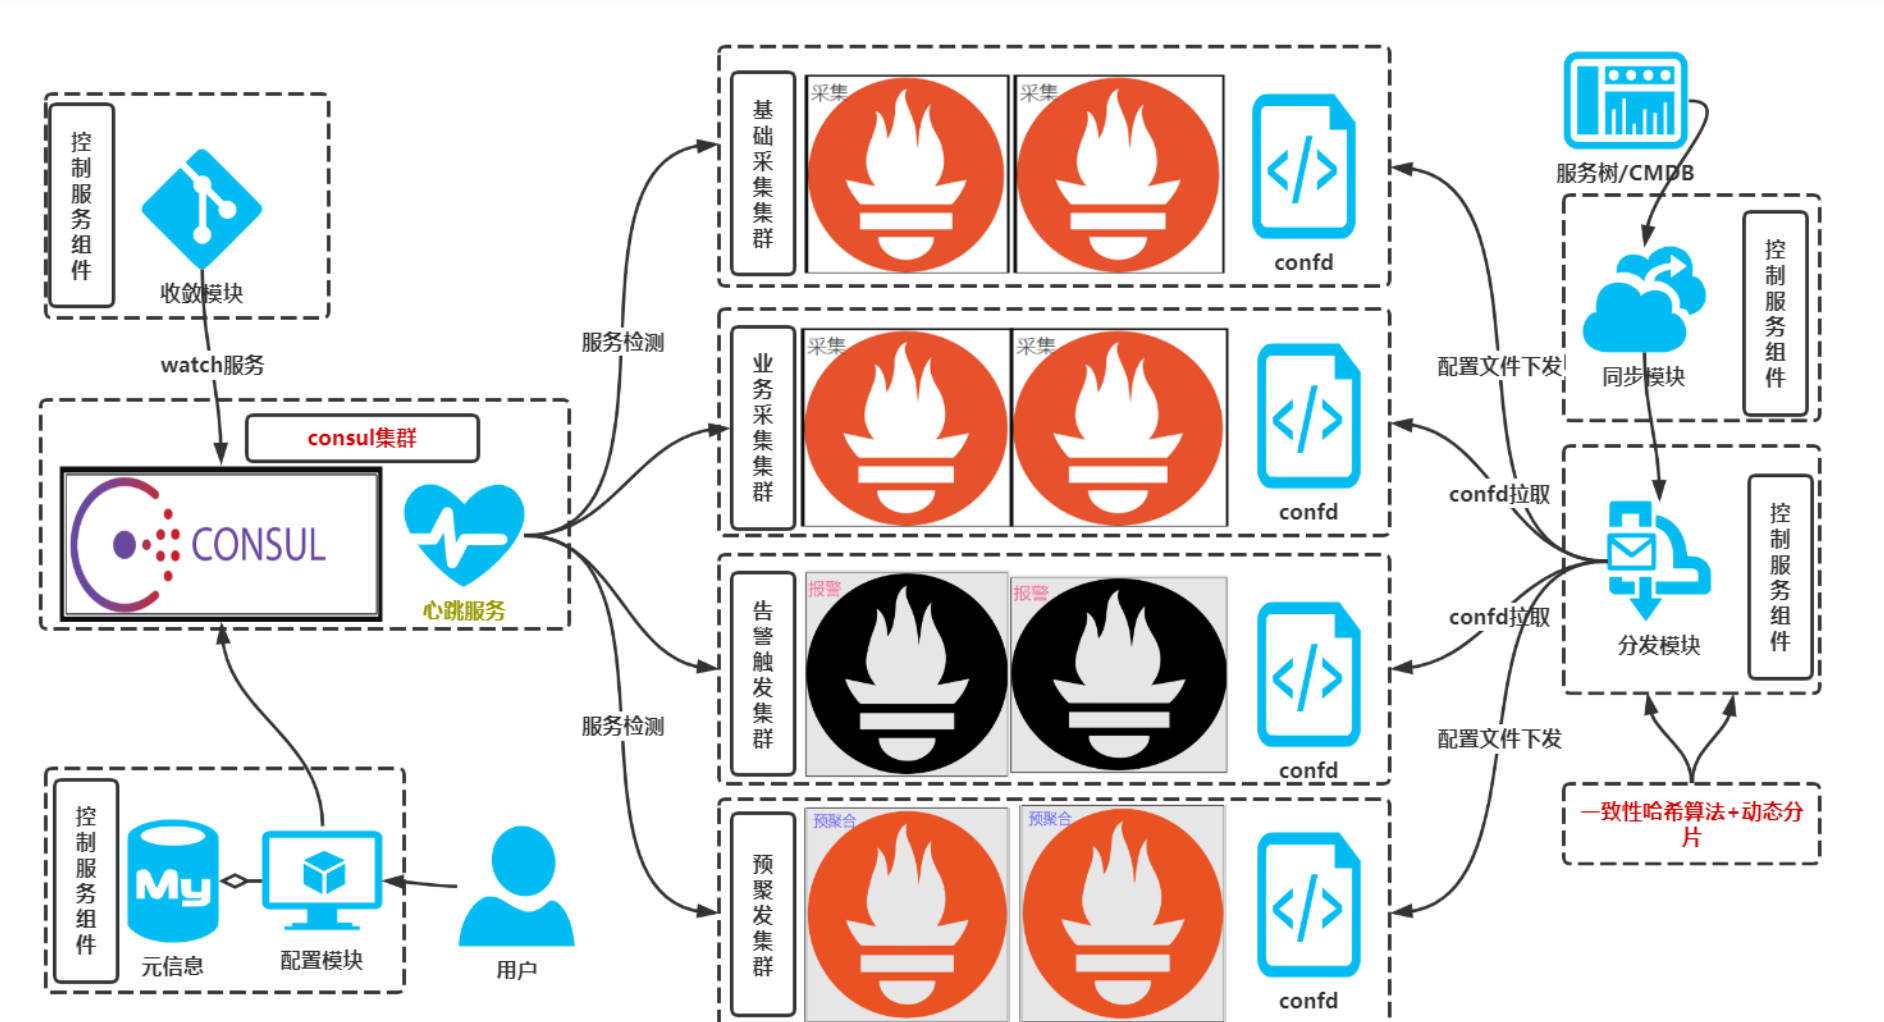 控制服务组件
收敛模块
watch服务
consul集群
CONSUL
心跳服务
控制服务组件
My
元信息
配置模块
用户
服务检测
服务检测
基础采集集群
采集
采集
confd
业务采集集群
采集
采集
confd
告警触发集群
报警
报警
confd
预聚发集群
预聚合
预聚合
confd
配置文件下发
confd拉取
confd拉取
配置文件下发
服务树/CMDB
控制服务组件
同步模块
控制服务组件
分发模块
一致性哈希算法+动态分
片